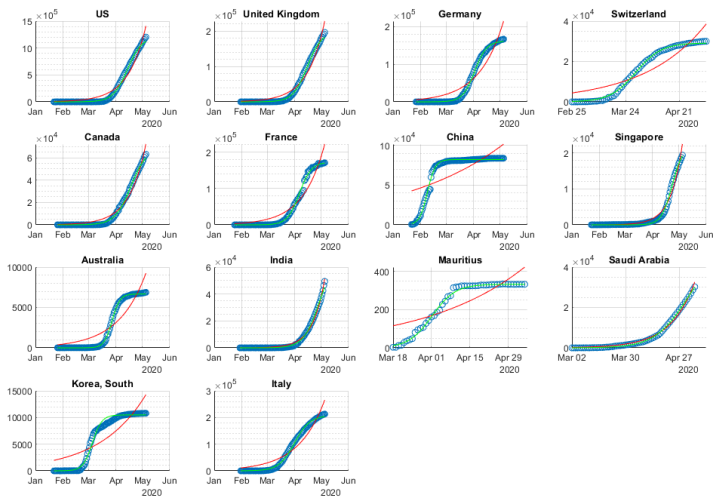 US
United Kingdom
Germany
Switzerland
×10^5
15
10
5
0
Jan Feb Mar Apr May Jun
2020
×10^5
2
1
0
Jan Feb Mar Apr May Jun
2020
×10^5
2
1
0
Jan Feb Mar Apr May Jun
2020
×10^4
4
2
0
Feb 25 Mar 24 Apr 21
2020
Canada
France
China
Singapore
×10^4
6
4
2
0
Jan Feb Mar Apr May Jun
2020
×10^5
2
1
0
Jan Feb Mar Apr May Jun
2020
×10^4
10
5
0
Jan Feb Mar Apr May Jun
2020
×10^4
2
1
0
Jan Feb Mar Apr May Jun
2020
Australia
India
Mauritius
Saudi Arabia
10000
5000
0
Jan Feb Mar Apr May Jun
2020
×10^4
6
4
2
0
Jan Feb Mar Apr May Jun
2020
400
200
0
Mar 18 Apr 01 Apr 15 Apr 29
2020
×10^4
4
2
0
Mar 02 Mar 30 Apr 27
2020
Korea, South
Italy
15000
10000
5000
0
Jan Feb Mar Apr May Jun
2020
×10^5
3
2
1
0
Jan Feb Mar Apr May Jun
2020